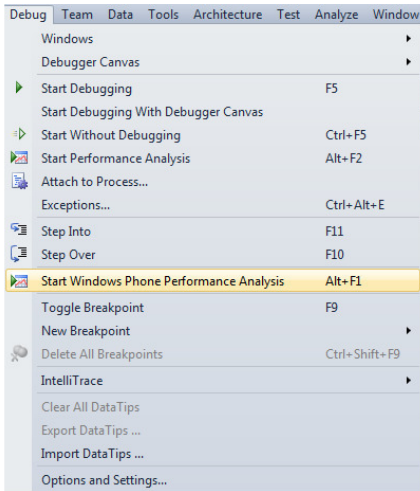 Debug Team Data Tools Architecture Test Analyze Window
Windows
Debugger Canvas
Start Debugging F5
Start Debugging With Debugger Canvas
Start Without Debugging Ctrl+F5
Start Performance Analysis Alt+F2
Attach to Process...
Exceptions... Ctrl+Alt+E
Step Into F11
Step Over F10
Start Windows Phone Performance Analysis Alt+F1
Toggle Breakpoint F9
New Breakpoint
Delete All Breakpoints Ctrl+Shift+F9
IntelliTrace
Clear All DataTips
Export DataTips ...
Import DataTips ...
Options and Settings...